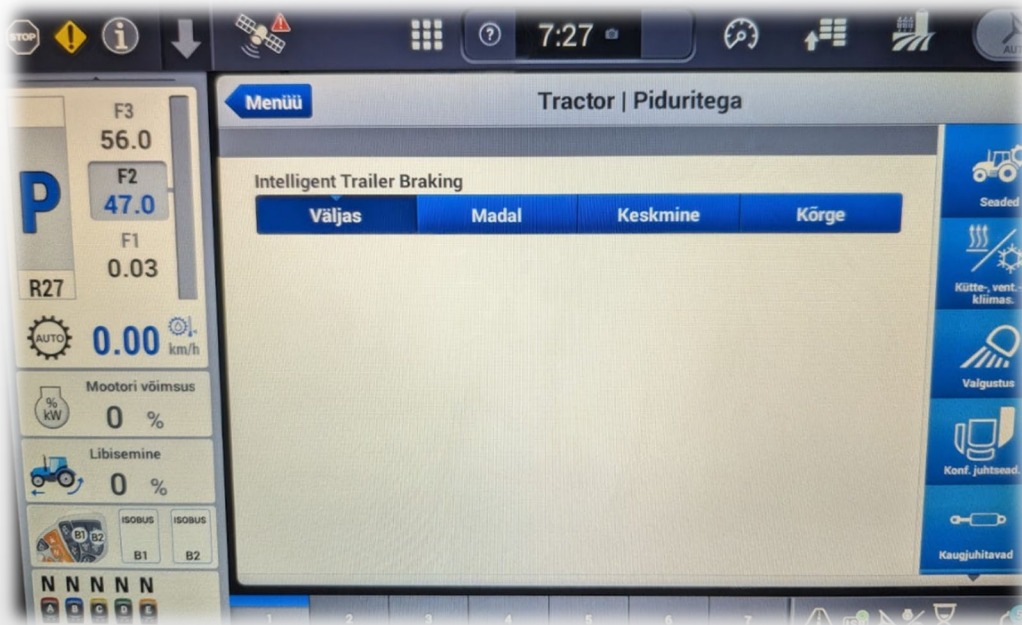 STOP
7:27
AUT
Menüü
Tractor | Piduritega
F3
56.0
F2
47.0
F1
0.03
P
R27
AUTO
0.00
km/h
Mootori võimsus
%
kW
0 %
Libisemine
0 %
B1 B2
ISOBUS
B1
ISOBUS
B2
N N N N N
A B C D E
Intelligent Trailer Braking
Väljas
Madal
Keskmine
Kõrge
Seaded
Kütte-, vent.-
kliimas.
Valgustus
Konf. juhtsead.
Kaugjuhitavad
1 2 3 4 5 6 7